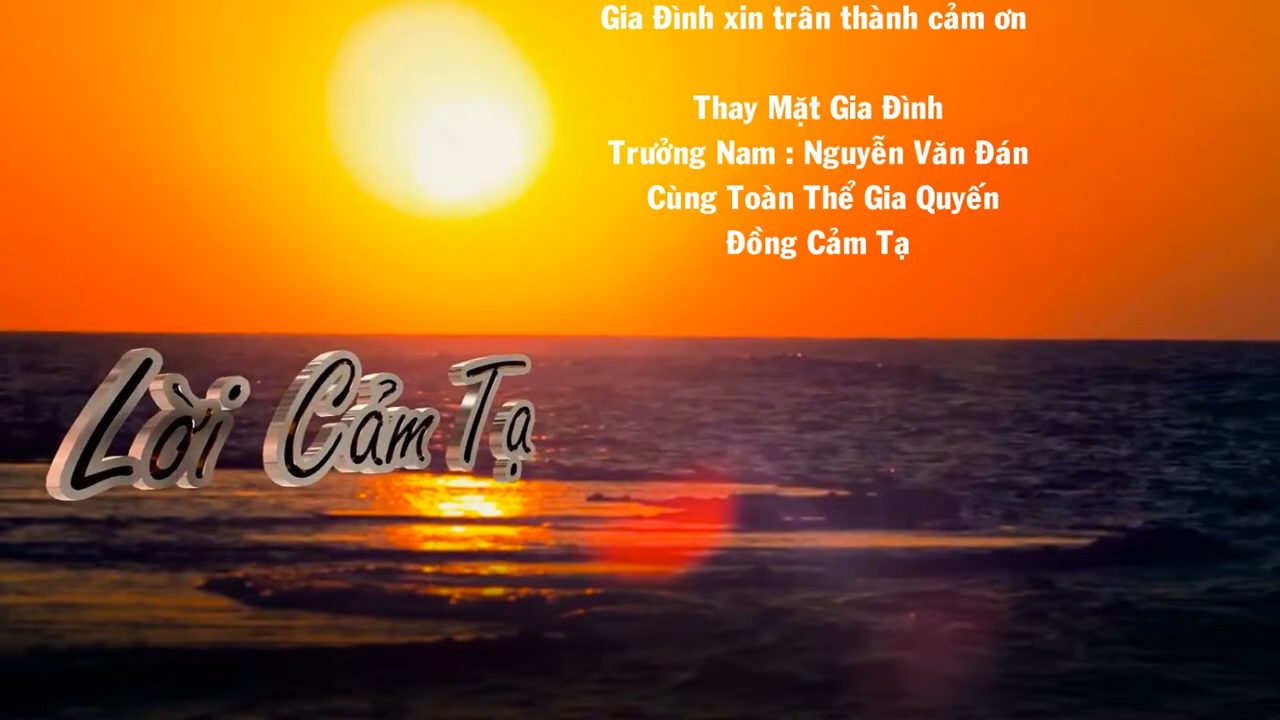 Gia Đình xin trân thành cảm ơn
Thay Mặt Gia Đình
Trưởng Nam : Nguyễn Văn Đán
Cùng Toàn Thể Gia Quyến
Đồng Cảm Tạ
Lời Cảm Tạ